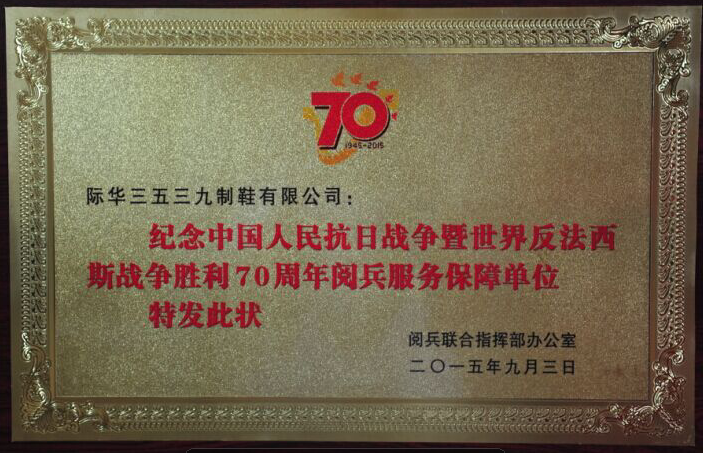 70
1945-2015
际华三五三九制鞋有限公司：
纪念中国人民抗日战争暨世界反法西
斯战争胜利70周年阅兵服务保障单位
特发此状
阅兵联合指挥部办公室
二〇一五年九月三日